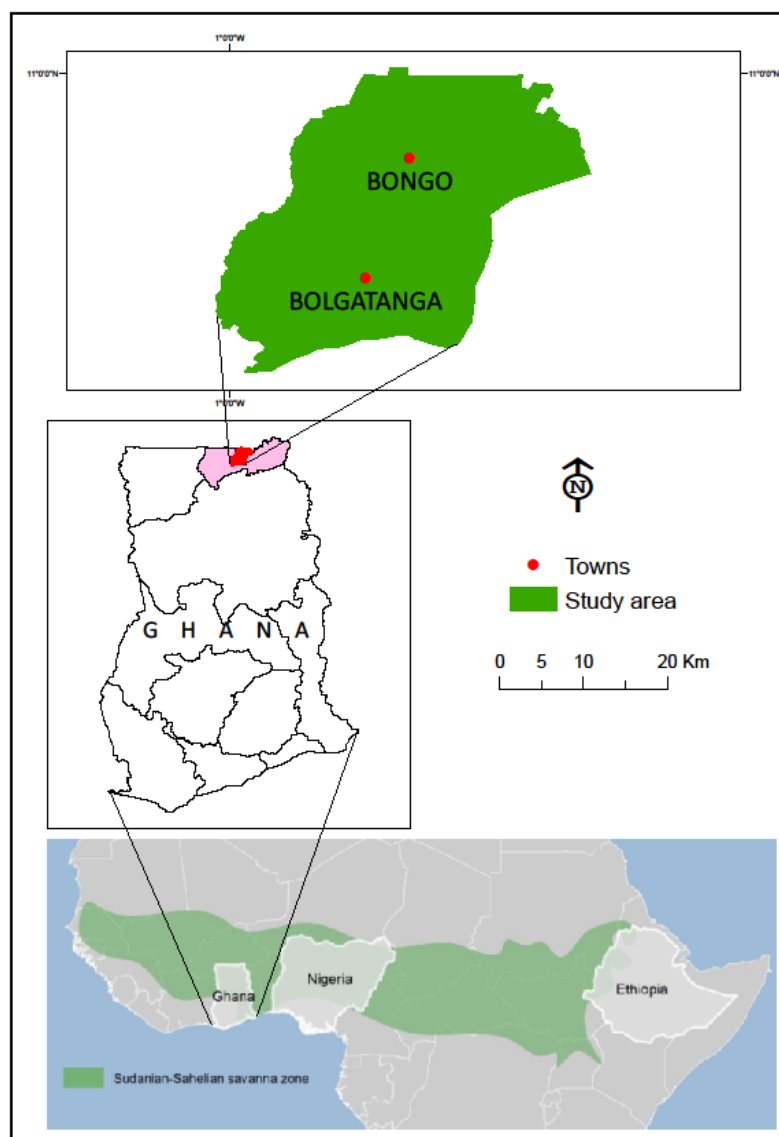 1°0'0"W
11°0'0"N
11°0'0"N
BONGO
BOLGATANGA
1°0'0"W
N
Towns
Study area
GHANA
0 5 10 20 Km
Nigeria
Ghana
Ethiopia
Sudanian-Sahelian savanna zone